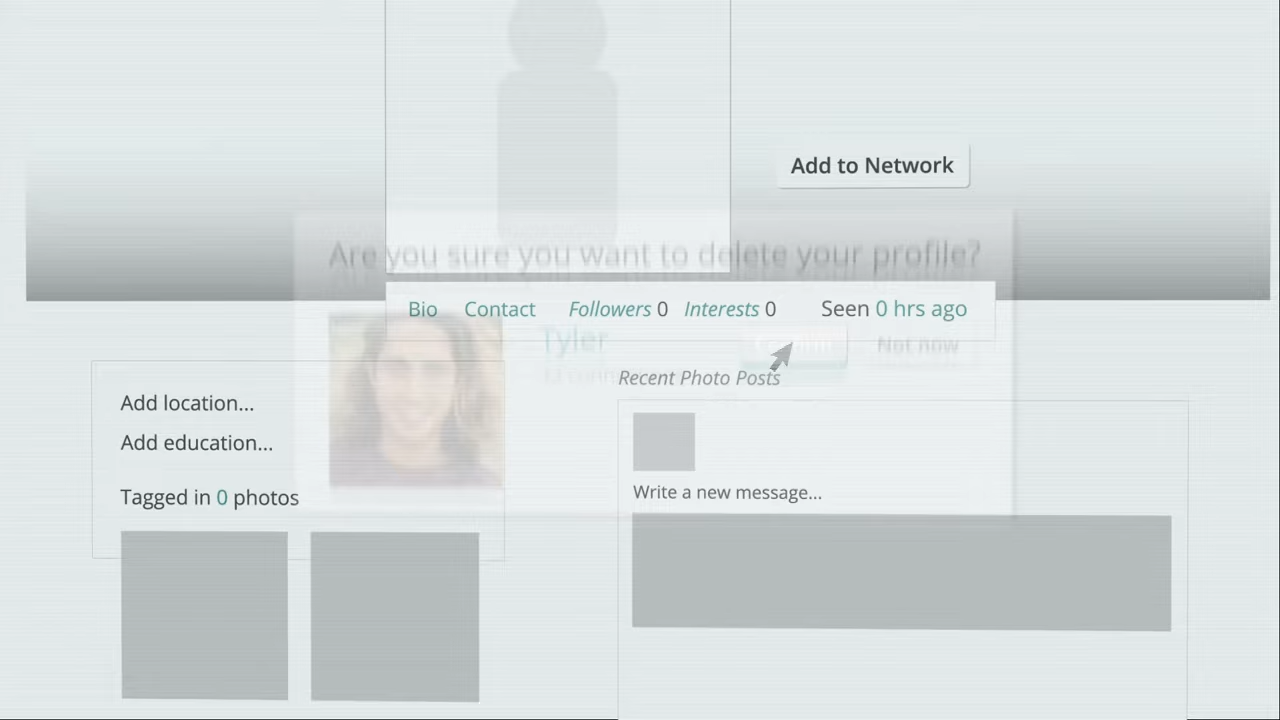 Add to Network
Are you sure you want to delete your profile?
Bio Contact Followers 0 Interests 0 Seen 0 hrs ago
Tyler
Not now
Recent Photo Posts
Add location...
Add education...
Write a new message...
Tagged in 0 photos